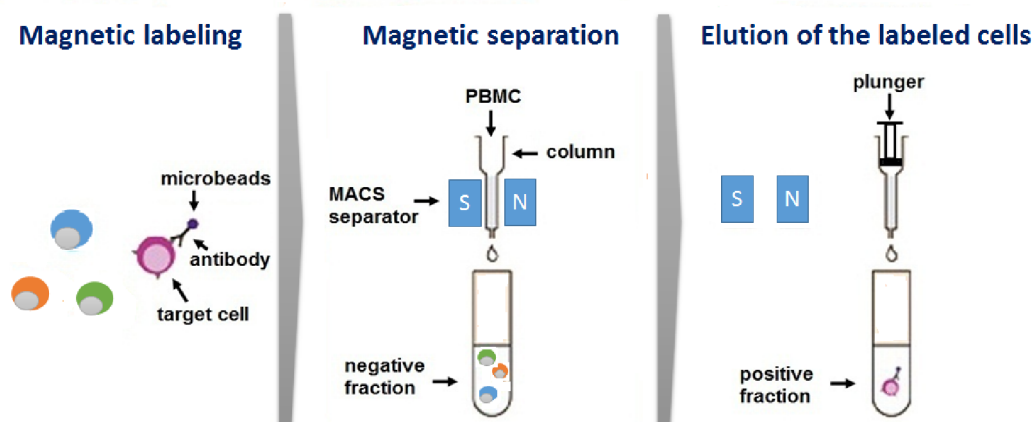 Magnetic labeling
microbeads
antibody
target cell
Magnetic separation
PBMC
column
MACS
separator
S
N
negative
fraction
Elution of the labeled cells
plunger
S
N
positive
fraction